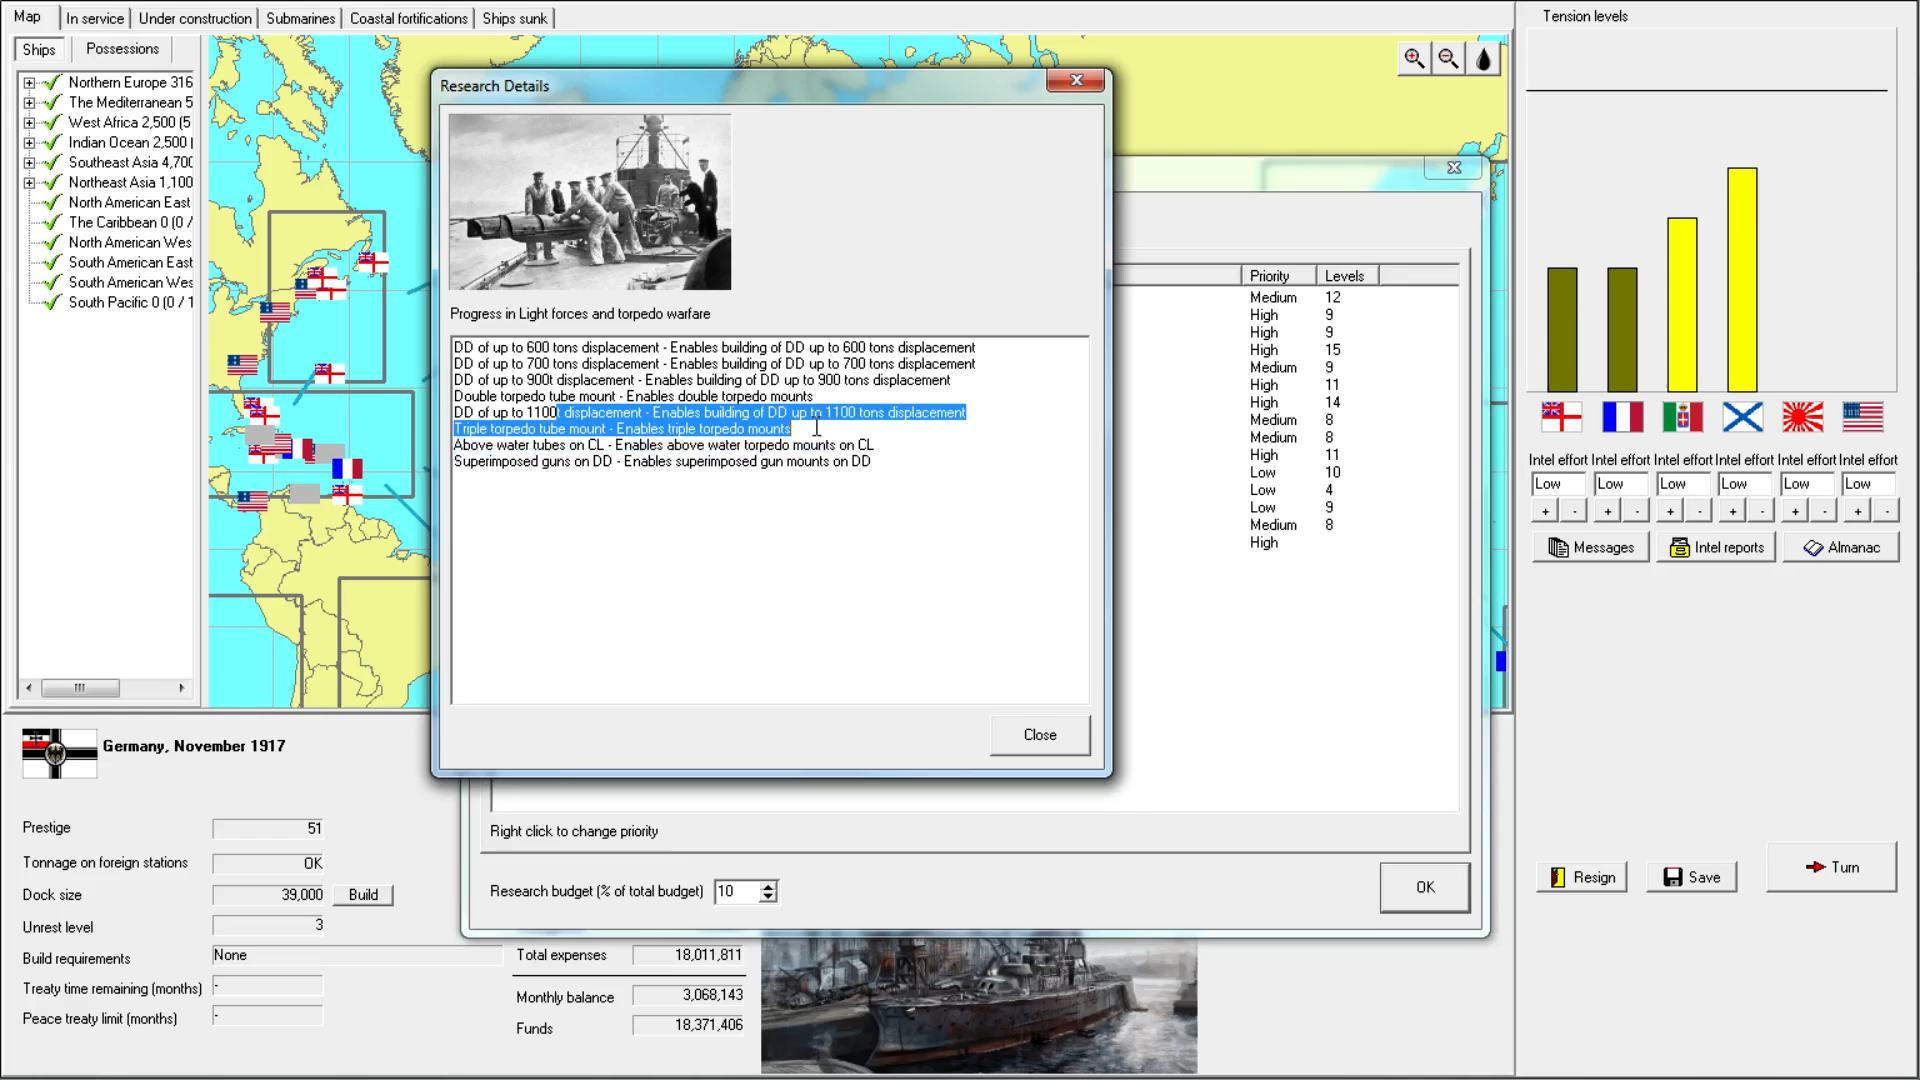 Map
In service
Under construction
Submarines
Coastal fortifications
Ships sunk
Ships
Possessions
Northern Europe 316
The Mediterranean 5
West Africa 2,500 (5
Indian Ocean 2,500 (
Southeast Asia 4,700
Northeast Asia 1,100
North American East
The Caribbean 0 (0 /
North American Wes
South American East
South American Wes
South Pacific 0 (0 / 1
Research Details
Progress in Light forces and torpedo warfare
DD of up to 600 tons displacement - Enables building of DD up to 600 tons displacement
DD of up to 700 tons displacement - Enables building of DD up to 700 tons displacement
DD of up to 900t displacement - Enables building of DD up to 900 tons displacement
Double torpedo tube mount - Enables double torpedo mounts
DD of up to 1100t displacement - Enables building of DD up to 1100 tons displacement
Triple torpedo tube mount - Enables triple torpedo mounts
Above water tubes on CL - Enables above water torpedo mounts on CL
Superimposed guns on DD - Enables superimposed gun mounts on DD
Close
Priority Levels
Medium 12
High 9
High 9
High 15
Medium 9
High 11
High 14
Medium 8
Medium 8
High 11
Low 10
Low 4
Low 9
Medium 8
High
Right click to change priority
Research budget (% of total budget) 10
OK
Tension levels
Intel effort Intel effort Intel effort Intel effort Intel effort Intel effort
Low Low Low Low Low Low
+ - + - + - + - + - + -
Messages
Intel reports
Almanac
Resign
Save
Turn
Germany, November 1917
Prestige 51
Tonnage on foreign stations OK
Dock size 39,000 Build
Unrest level 3
Build requirements None
Treaty time remaining (months) -
Peace treaty limit (months) -
Total expenses 18,011,811
Monthly balance 3,068,143
Funds 18,371,406